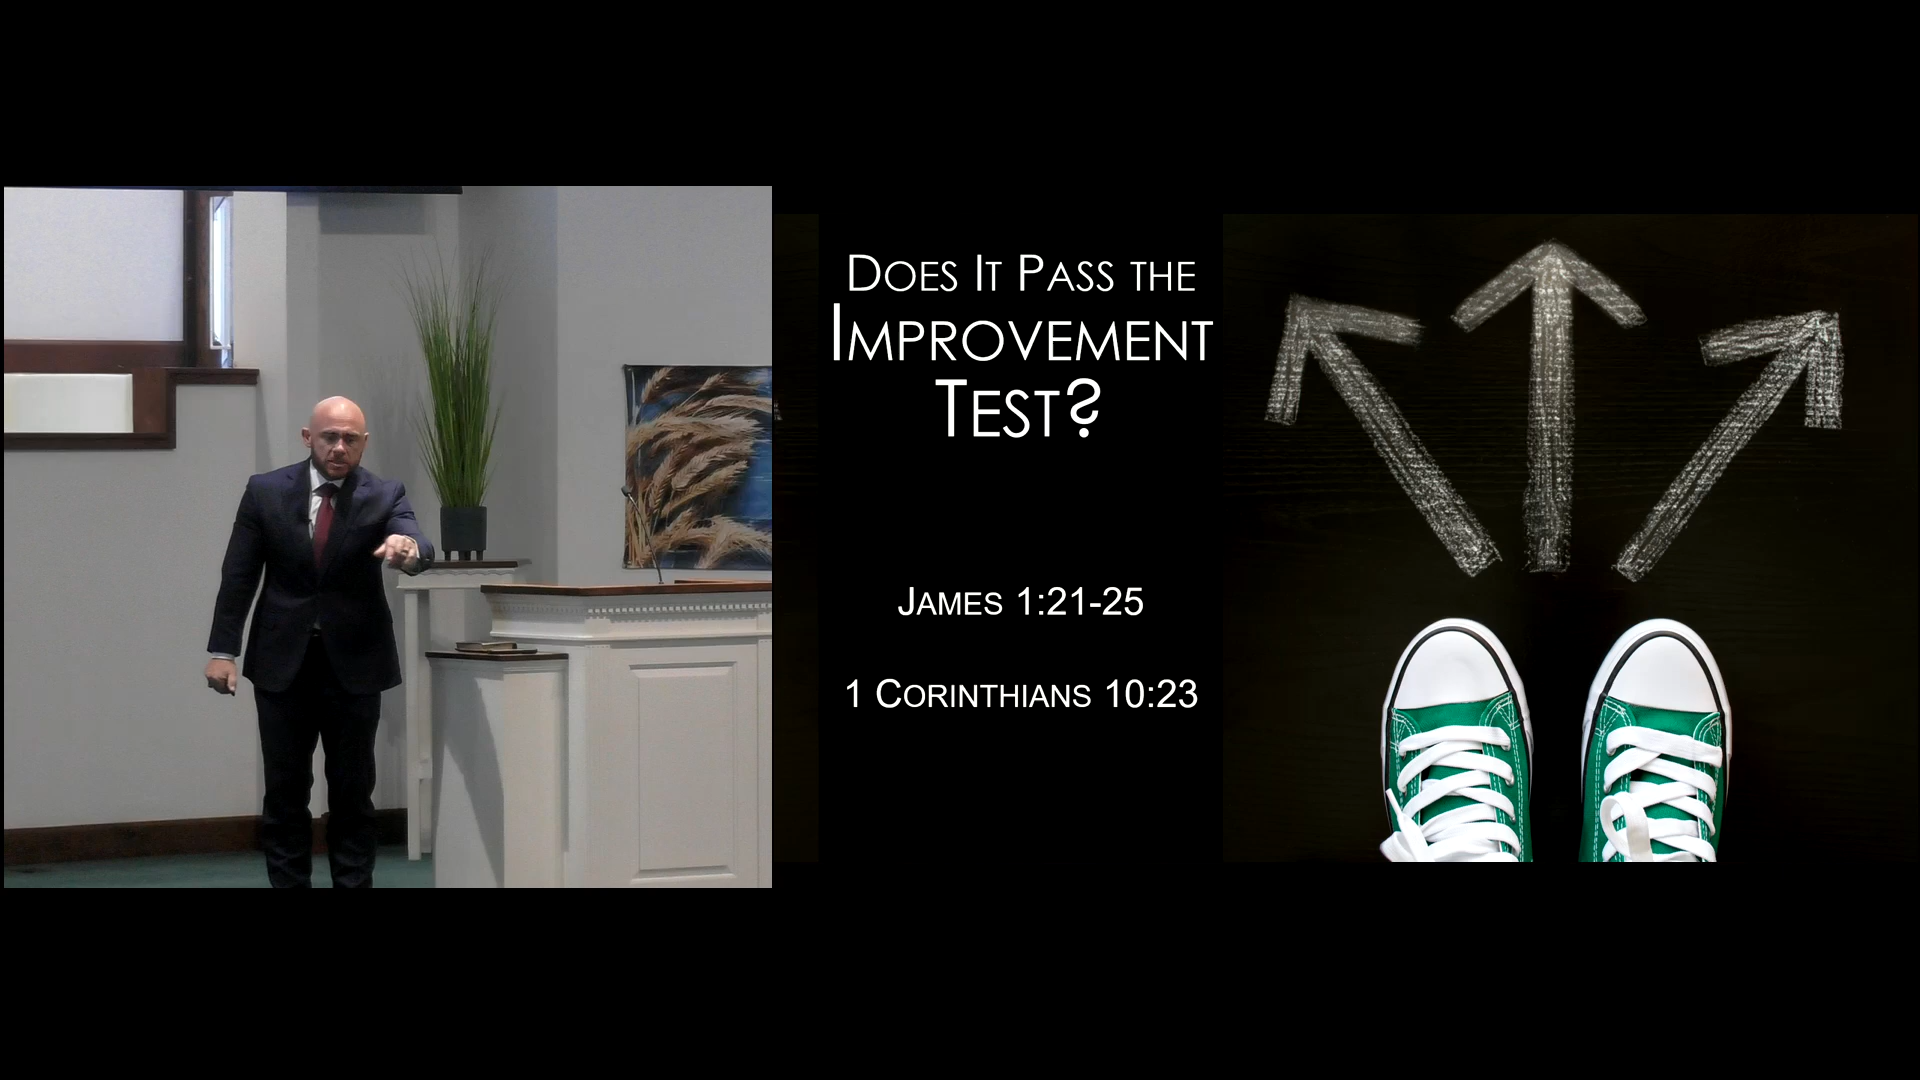 Does It Pass the
Improvement
Test?
James 1:21-25
1 Corinthians 10:23